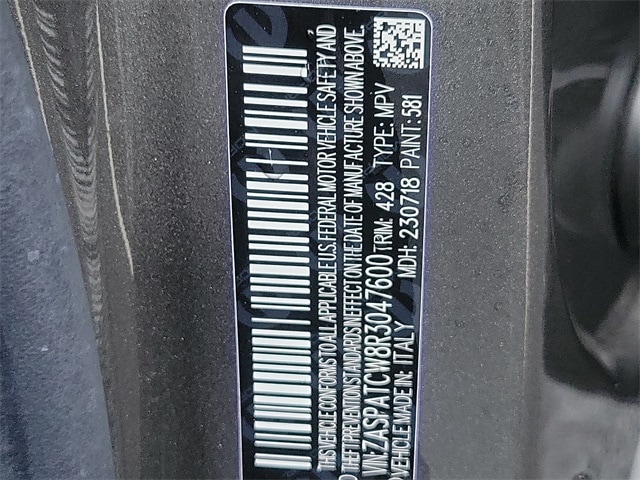 THIS VEHICLE CONFORMS TO ALL APPLICABLE U.S. FEDERAL MOTOR VEHICLE SAFETY AND
THEFT PREVENTION STANDARDS IN EFFECT ON THE DATE OF MANUFACTURE SHOWN ABOVE.
VIN: ZASPATCW8R3047600 TRIM: 428 TYPE: MPV
VEHICLE MADE IN: ITALY MDH: 230718 PAINT: 581